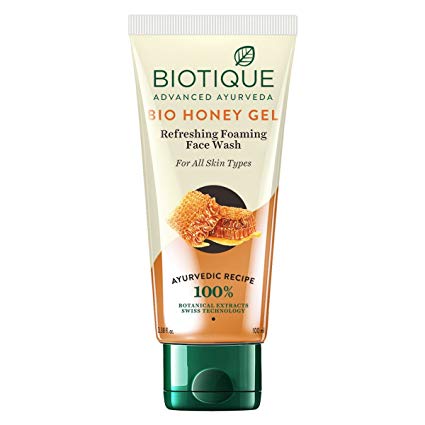 BIOTIQUE
ADVANCED AYURVEDA
BIO HONEY GEL
Refreshing Foaming
Face Wash
For All Skin Types
AYURVEDIC RECIPE
100%
BOTANICAL EXTRACTS
SWISS TECHNOLOGY
fl. 100 ml